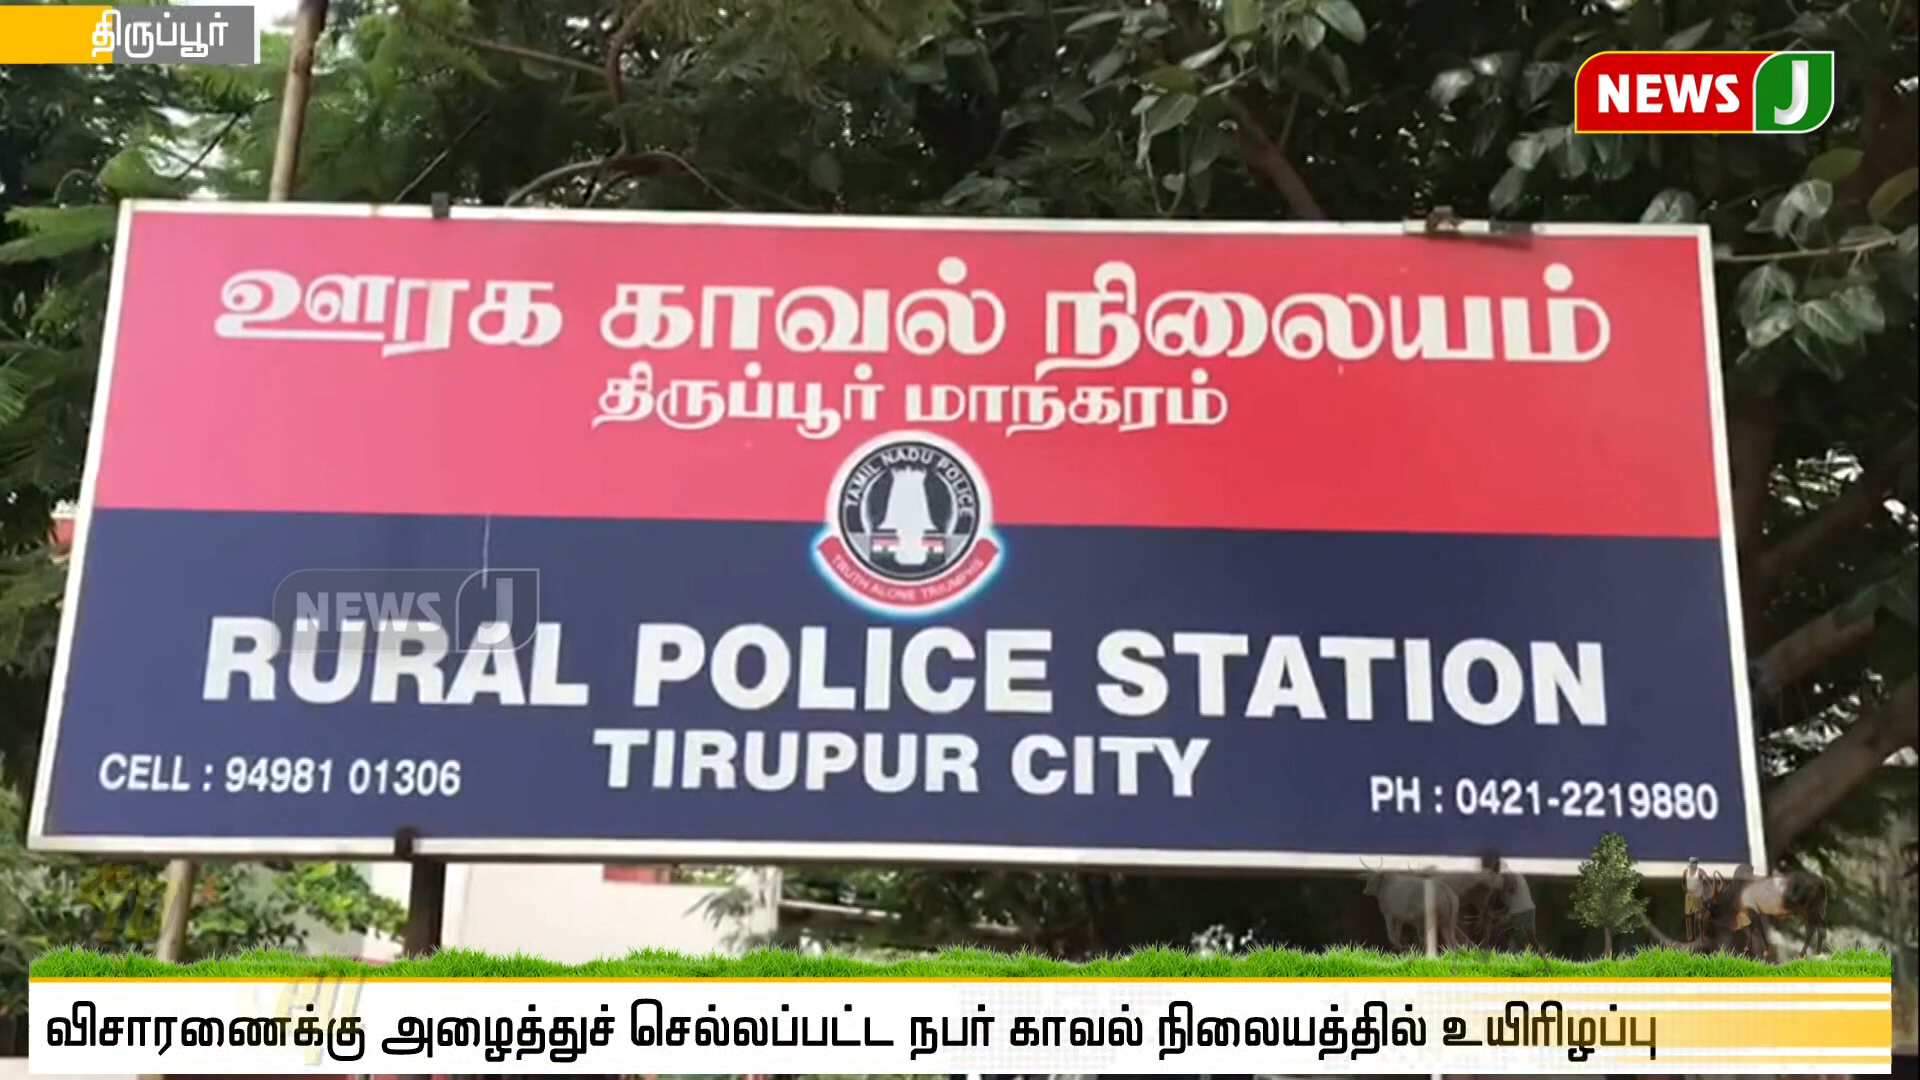 திருப்பூர்
NEWS J
ஊரக காவல் நிலையம்
திருப்பூர் மாநகரம்
TAMIL NADU POLICE
TRUTH ALONE TRIUMPHS
NEWS J
RURAL POLICE STATION
TIRUPUR CITY
CELL : 94981 01306
PH : 0421-2219880
விசாரணைக்கு அழைத்துச் செல்லப்பட்ட நபர் காவல் நிலையத்தில் உயிரிழப்பு